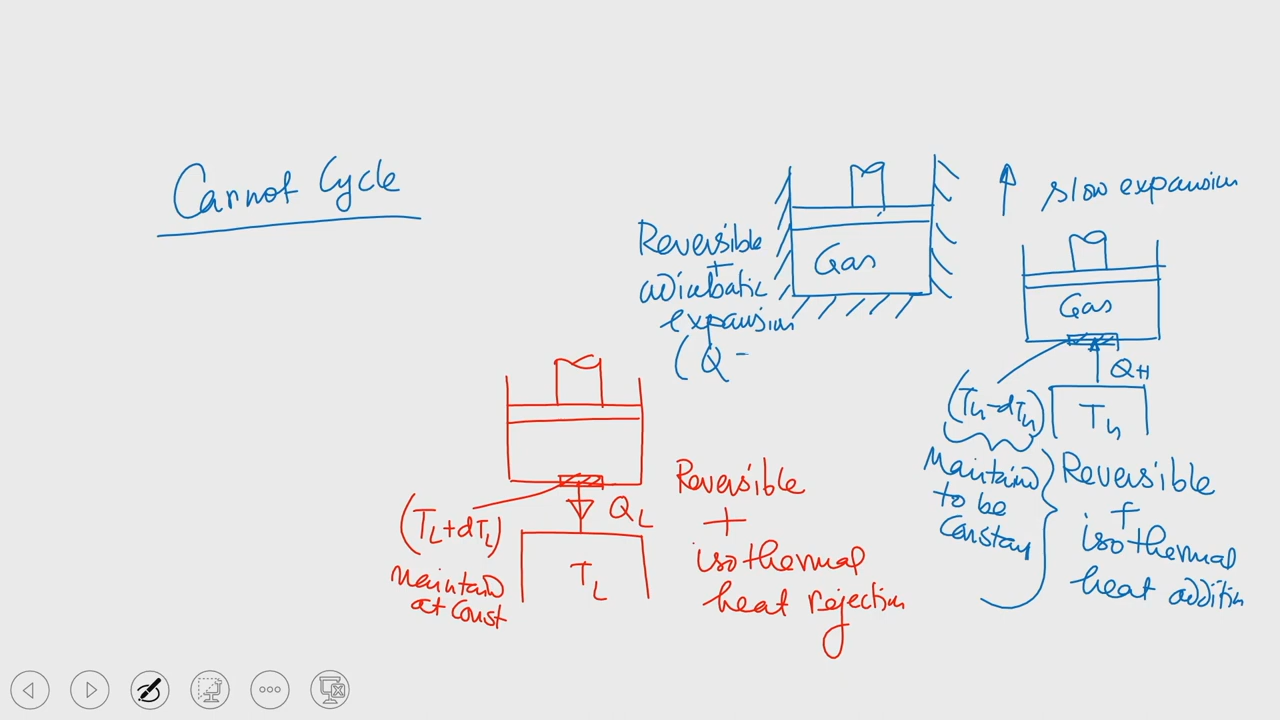 Carnot Cycle
Reversible
+
adiabatic
expansion
(Q -
Gas
slow expansion
Gas
QH
(Th-dTh)
Th
Maintain
to be
Constant
Reversible
+
isothermal
heat addition
QL
(TL+dTL)
TL
Maintain
at Const
Reversible
+
isothermal
heat rejection